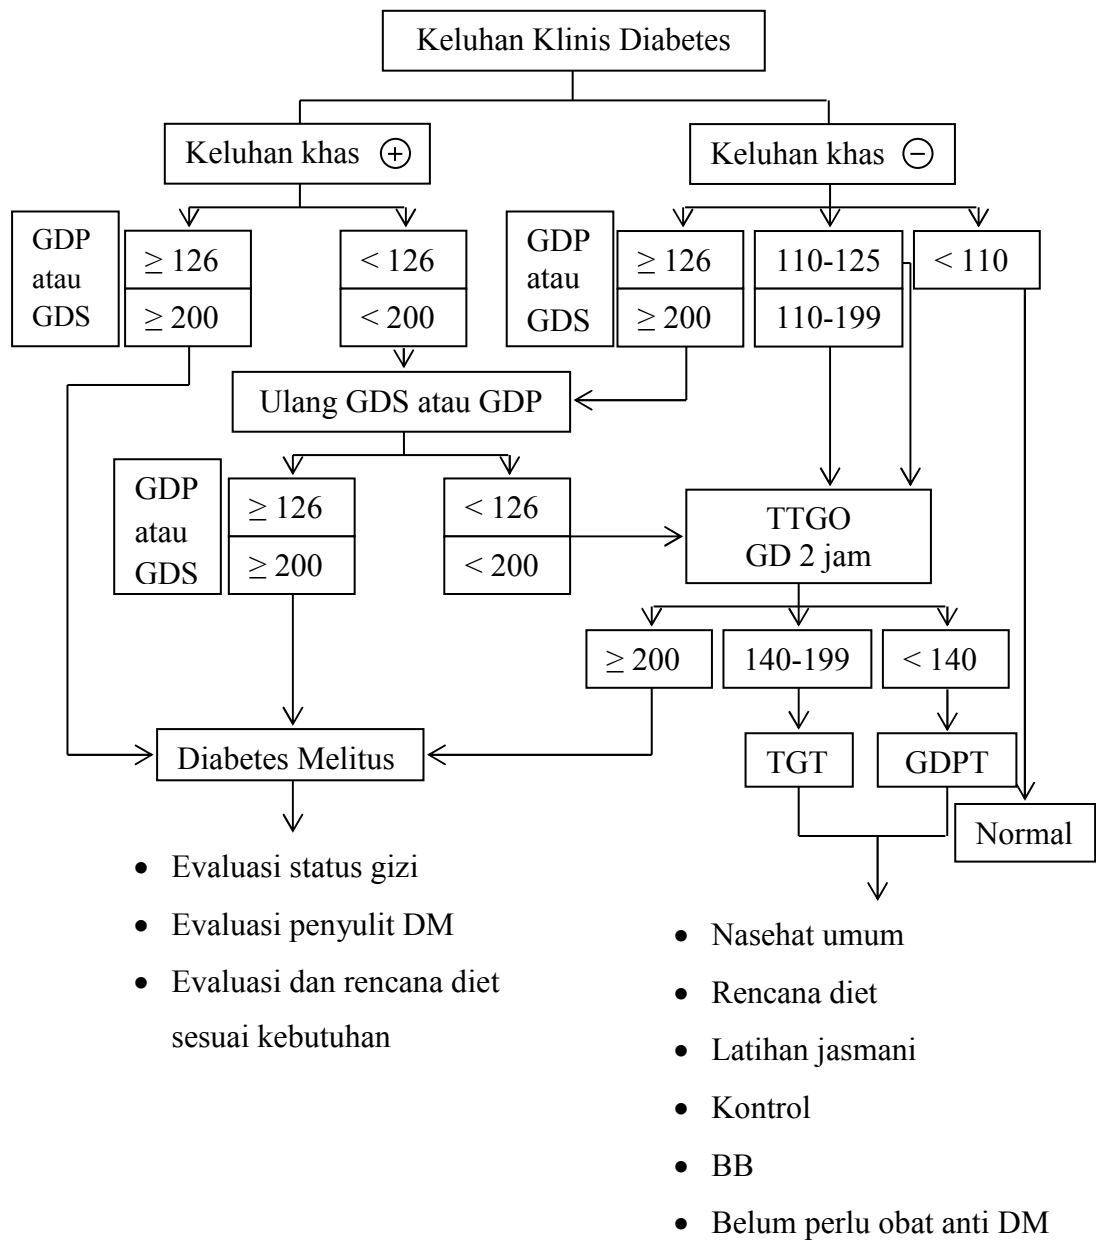 Keluhan Klinis Diabetes
Keluhan khas +
Keluhan khas −
GDP
atau
GDS
≥ 126
≥ 200
< 126
< 200
GDP
atau
GDS
≥ 126
≥ 200
110-125
110-199
< 110
Ulang GDS atau GDP
GDP
atau
GDS
≥ 126
≥ 200
< 126
< 200
TTGO
GD 2 jam
≥ 200
140-199
< 140
Diabetes Melitus
TGT
GDPT
Normal
• Evaluasi status gizi
• Evaluasi penyulit DM
• Evaluasi dan rencana diet
sesuai kebutuhan
• Nasehat umum
• Rencana diet
• Latihan jasmani
• Kontrol
• BB
• Belum perlu obat anti DM